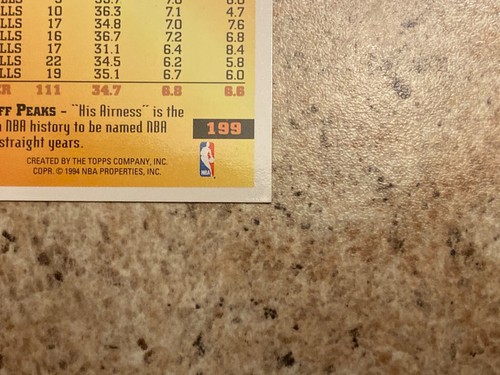 LLS 10 36.3 7.1 4.7
LLS 17 34.8 7.0 7.6
LLS 16 36.7 7.2 6.8
LLS 17 31.1 6.4 8.4
LLS 22 34.5 6.2 5.8
LLS 19 35.1 6.7 6.0
111 34.7 6.8 6.6
FF PEAKS - "His Airness" is the
NBA history to be named NBA
199
straight years.
CREATED BY THE TOPPS COMPANY, INC.
COPR. © 1994 NBA PROPERTIES, INC.
NBA